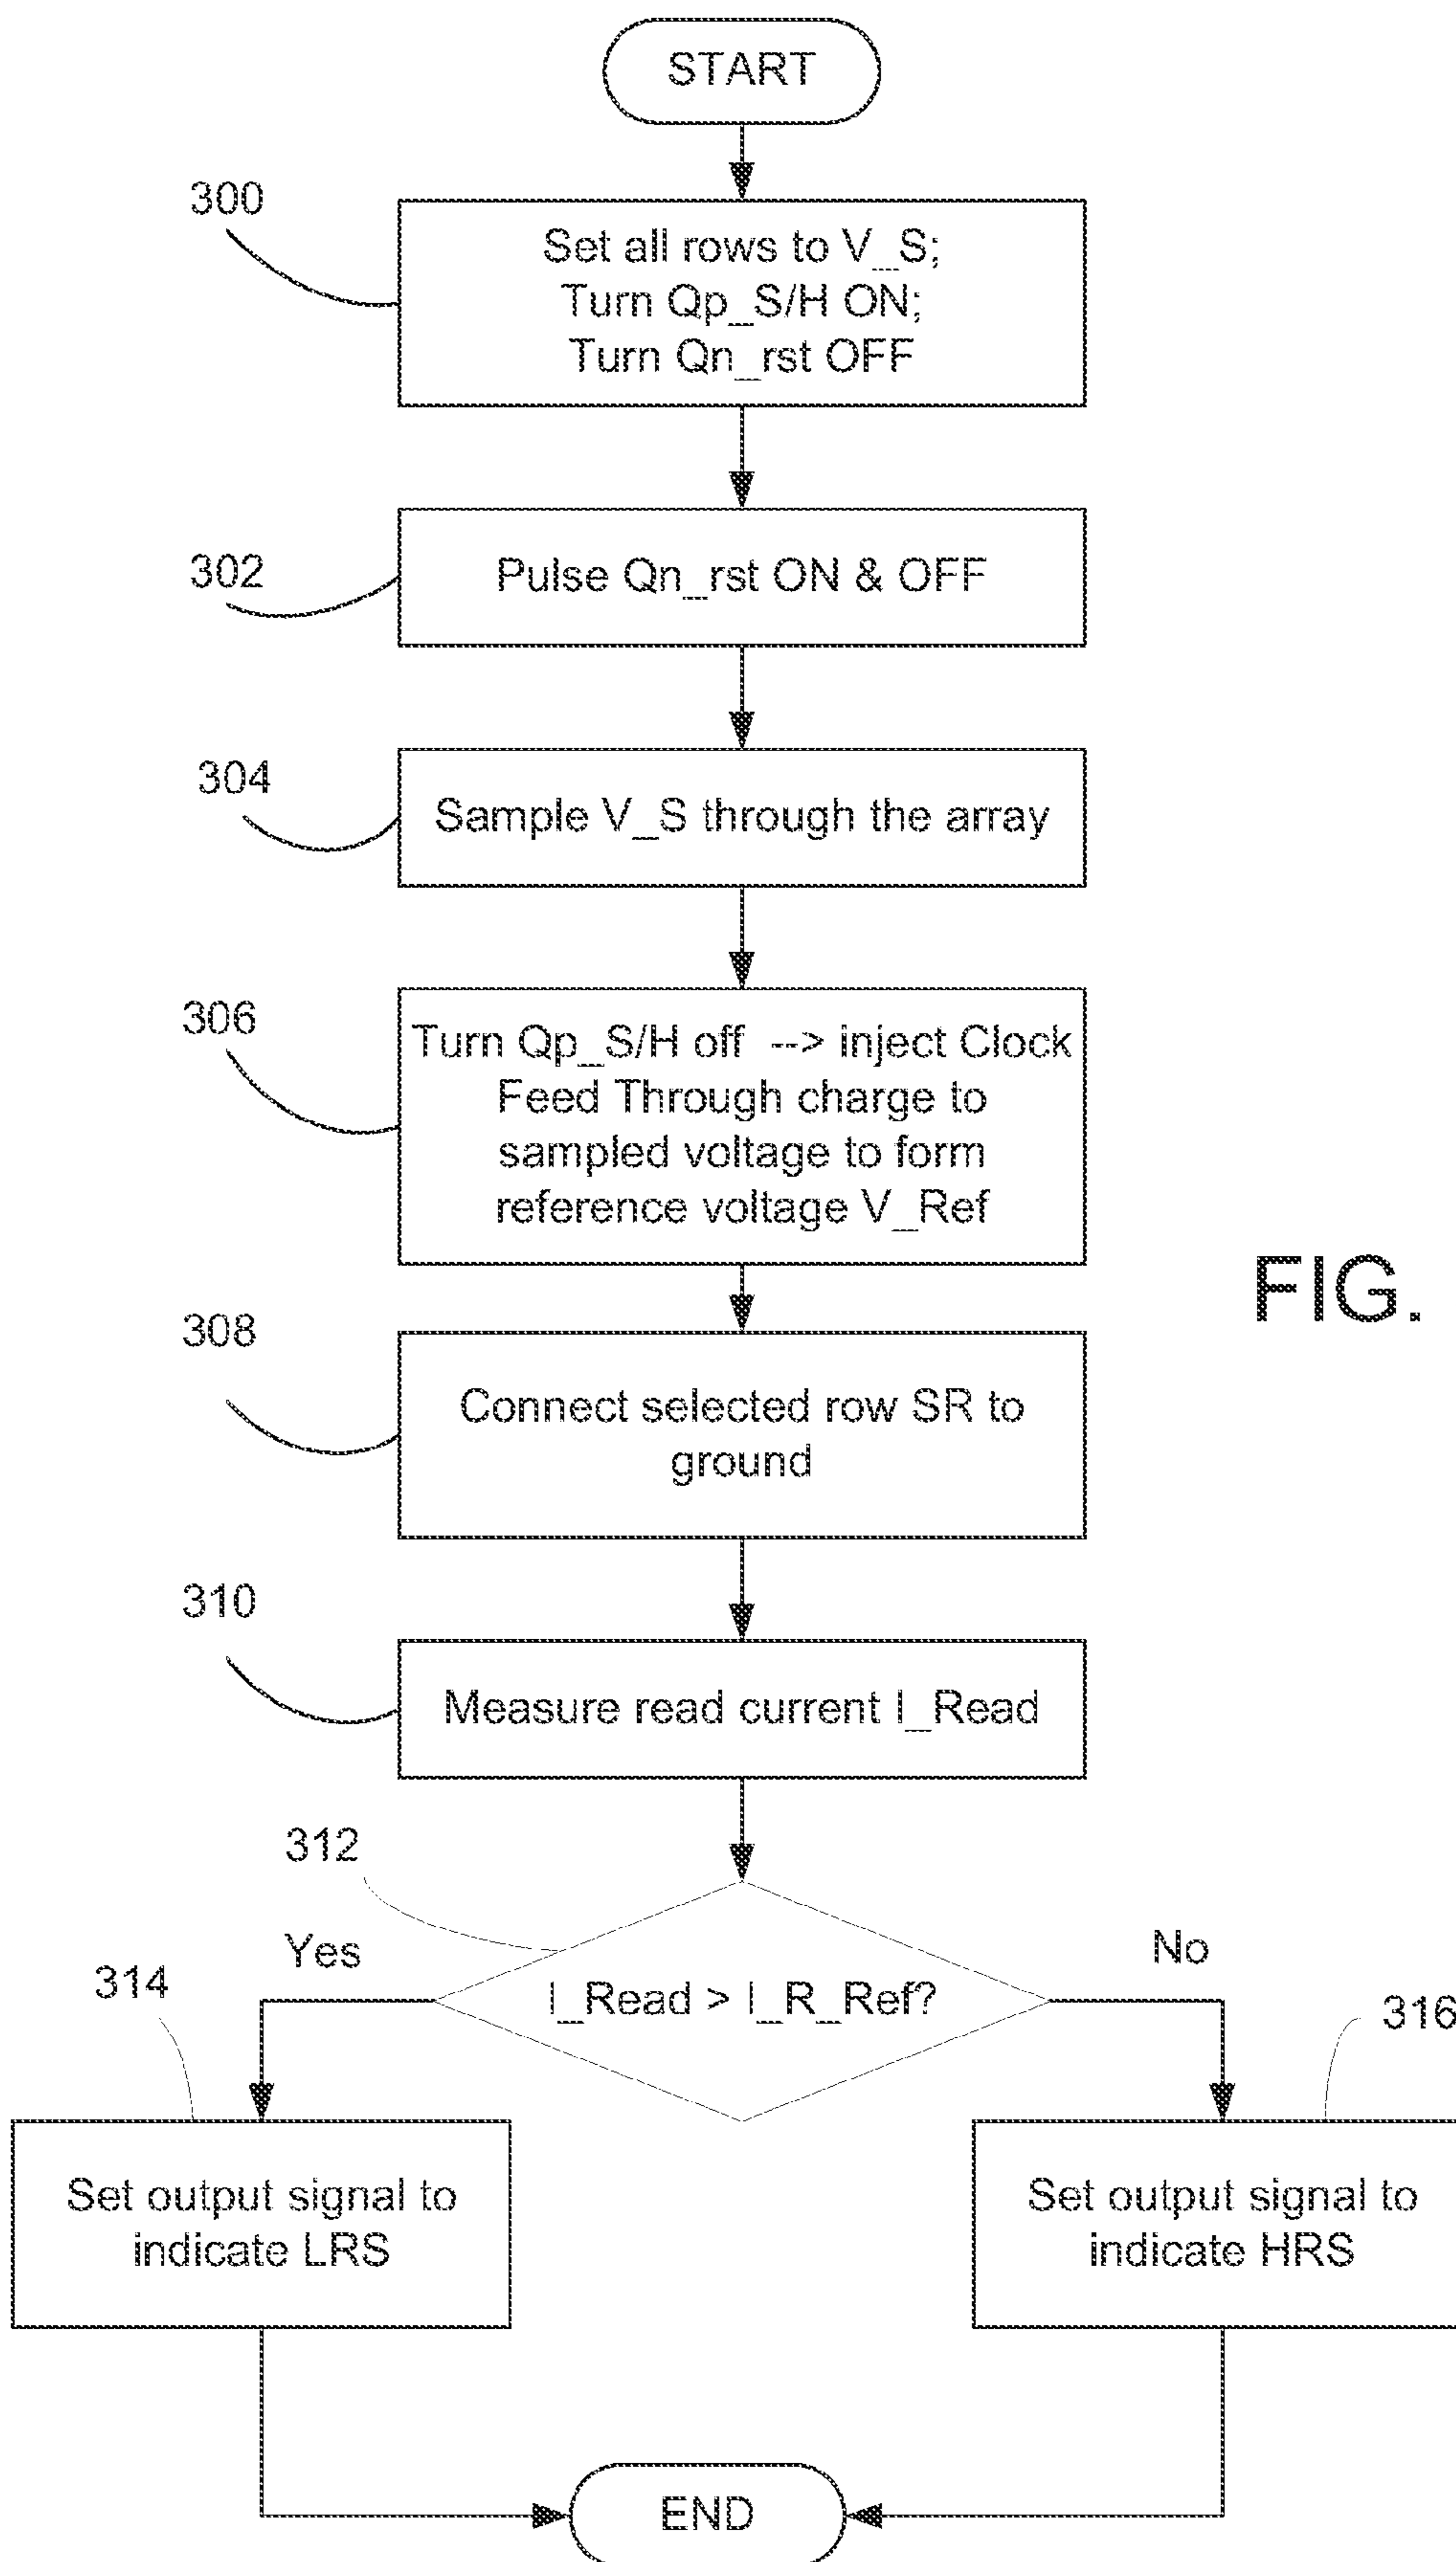 START
300
Set all rows to V_S;
Turn Qp_S/H ON;
Turn Qn_rst OFF
302
Pulse Qn_rst ON & OFF
304
Sample V_S through the array
306
Turn Qp_S/H off --> inject Clock
Feed Through charge to
sampled voltage to form
reference voltage V_Ref
FIG.
308
Connect selected row SR to
ground
310
Measure read current I_Read
312
Yes
No
I_Read > I_R_Ref?
314
316
Set output signal to
indicate LRS
Set output signal to
indicate HRS
END